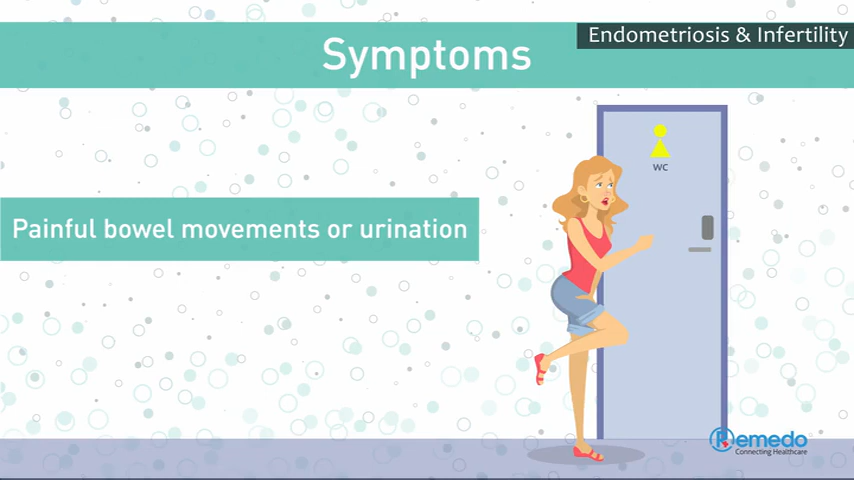 Endometriosis & Infertility
Symptoms
WC
Painful bowel movements or urination
Remedo
Connecting Healthcare